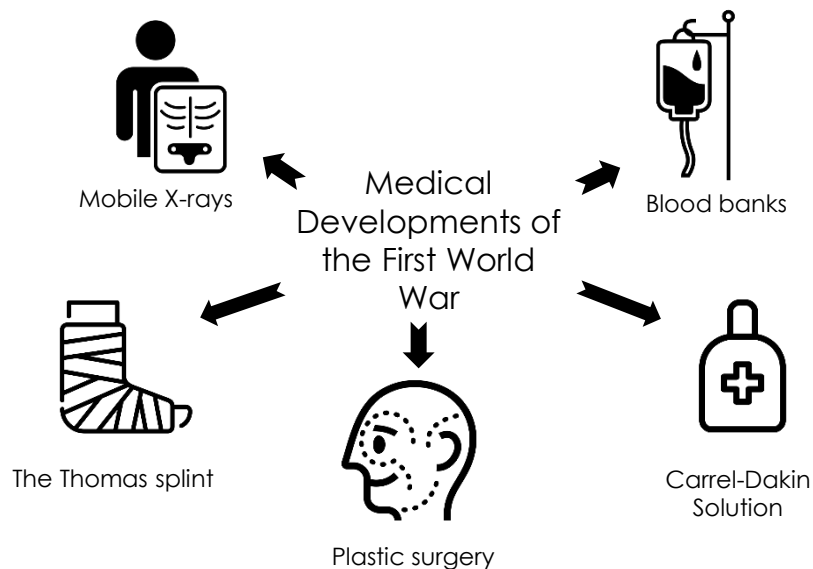 Medical
Developments of
the First World
War
Mobile X-rays
Blood banks
The Thomas splint
Carrel-Dakin
Solution
Plastic surgery